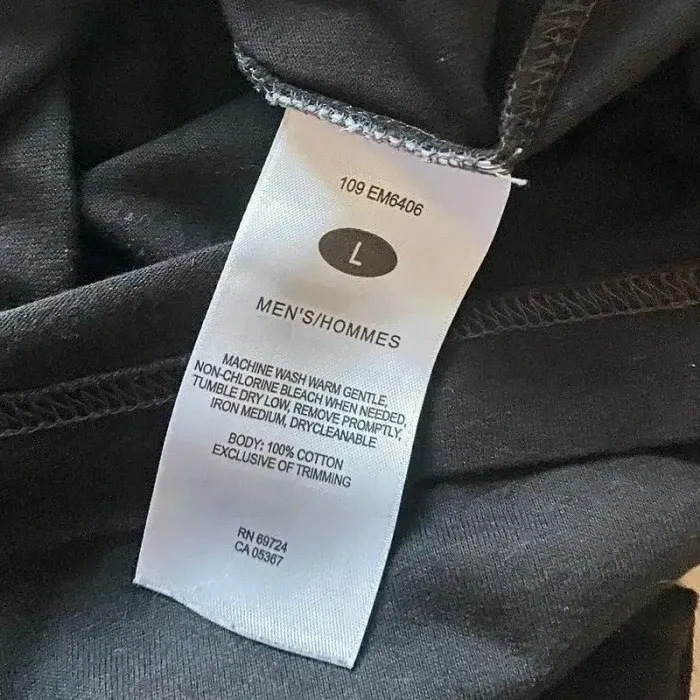 109 EM6406
L
MEN'S/HOMMES
MACHINE WASH WARM GENTLE,
NON-CHLORINE BLEACH WHEN NEEDED,
TUMBLE DRY LOW, REMOVE PROMPTLY,
IRON MEDIUM, DRYCLEANABLE
BODY: 100% COTTON
EXCLUSIVE OF TRIMMING
RN 69724
CA 05367